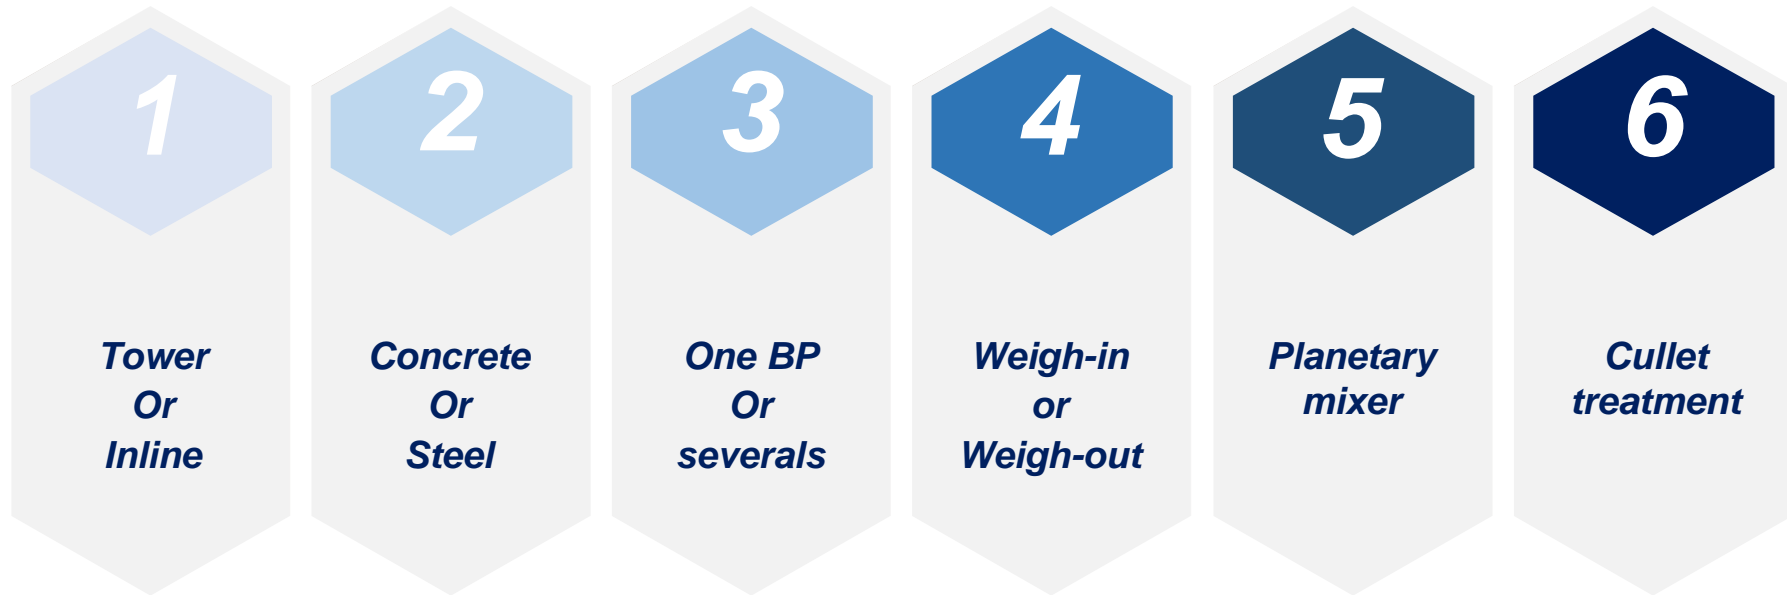 1
Tower
Or
Inline
2
Concrete
Or
Steel
3
One BP
Or
severals
4
Weigh-in
or
Weigh-out
5
Planetary
mixer
6
Cullet
treatment